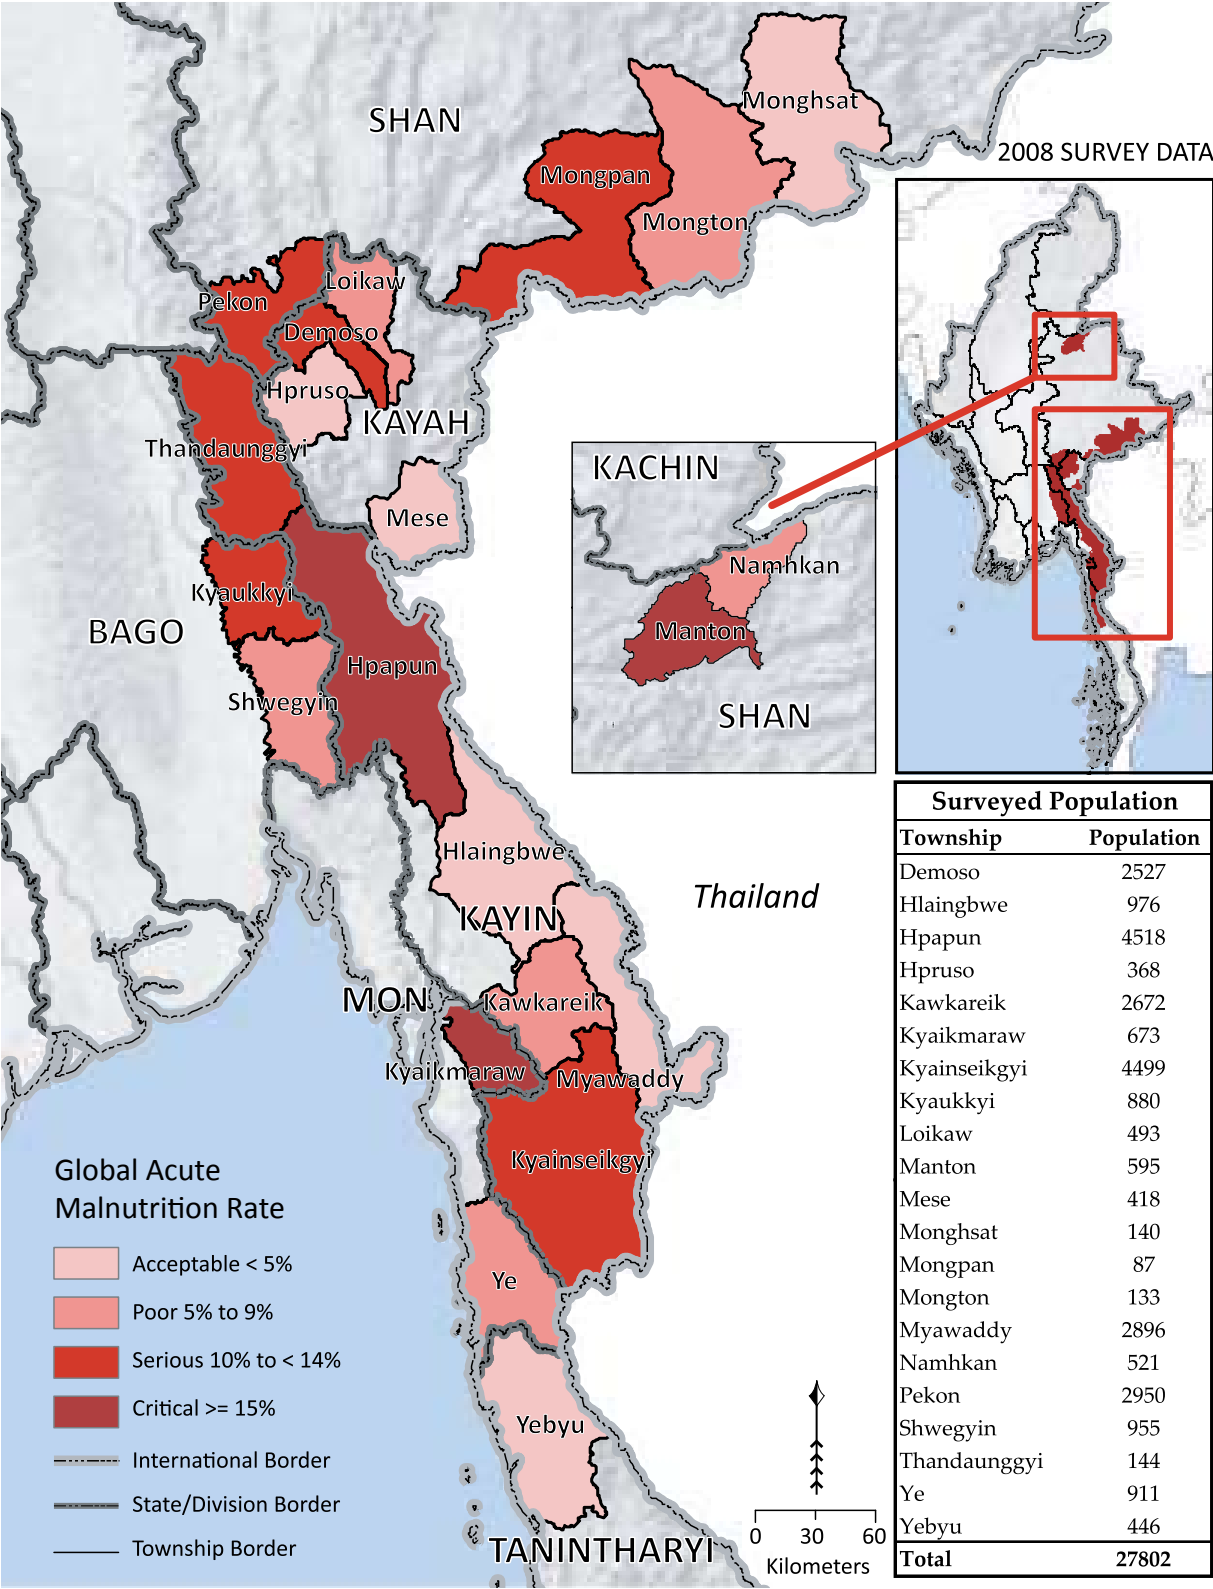 SHAN
Monghsat
2008 SURVEY DATA
Mongpan
Mongton
Loikaw
Pekon
Demoso
Hpruso
KAYAH
Thandaunggyi
Mese
KACHIN
Namhkan
Manton
SHAN
Kyaukkyi
BAGO
Hpapun
Shwegyin
Hlaingbwe
Thailand
KAYIN
MON
Kawkareik
Kyaikmaraw
Myawaddy
Kyainseikgyi
Ye
Yebyu
TANINTHARYI
Global Acute
Malnutrition Rate
Acceptable < 5%
Poor 5% to 9%
Serious 10% to < 14%
Critical >= 15%
International Border
State/Division Border
Township Border
0 30 60
Kilometers
Surveyed Population
Township Population
Demoso 2527
Hlaingbwe 976
Hpapun 4518
Hpruso 368
Kawkareik 2672
Kyaikmaraw 673
Kyainseikgyi 4499
Kyaukkyi 880
Loikaw 493
Manton 595
Mese 418
Monghsat 140
Mongpan 87
Mongton 133
Myawaddy 2896
Namhkan 521
Pekon 2950
Shwegyin 955
Thandaunggyi 144
Ye 911
Yebyu 446
Total 27802